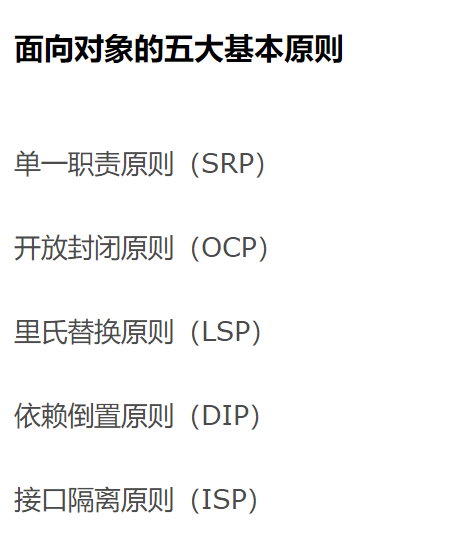 面向对象的五大基本原则
单一职责原则（SRP）
开放封闭原则（OCP）
里氏替换原则（LSP）
依赖倒置原则（DIP）
接口隔离原则（ISP）